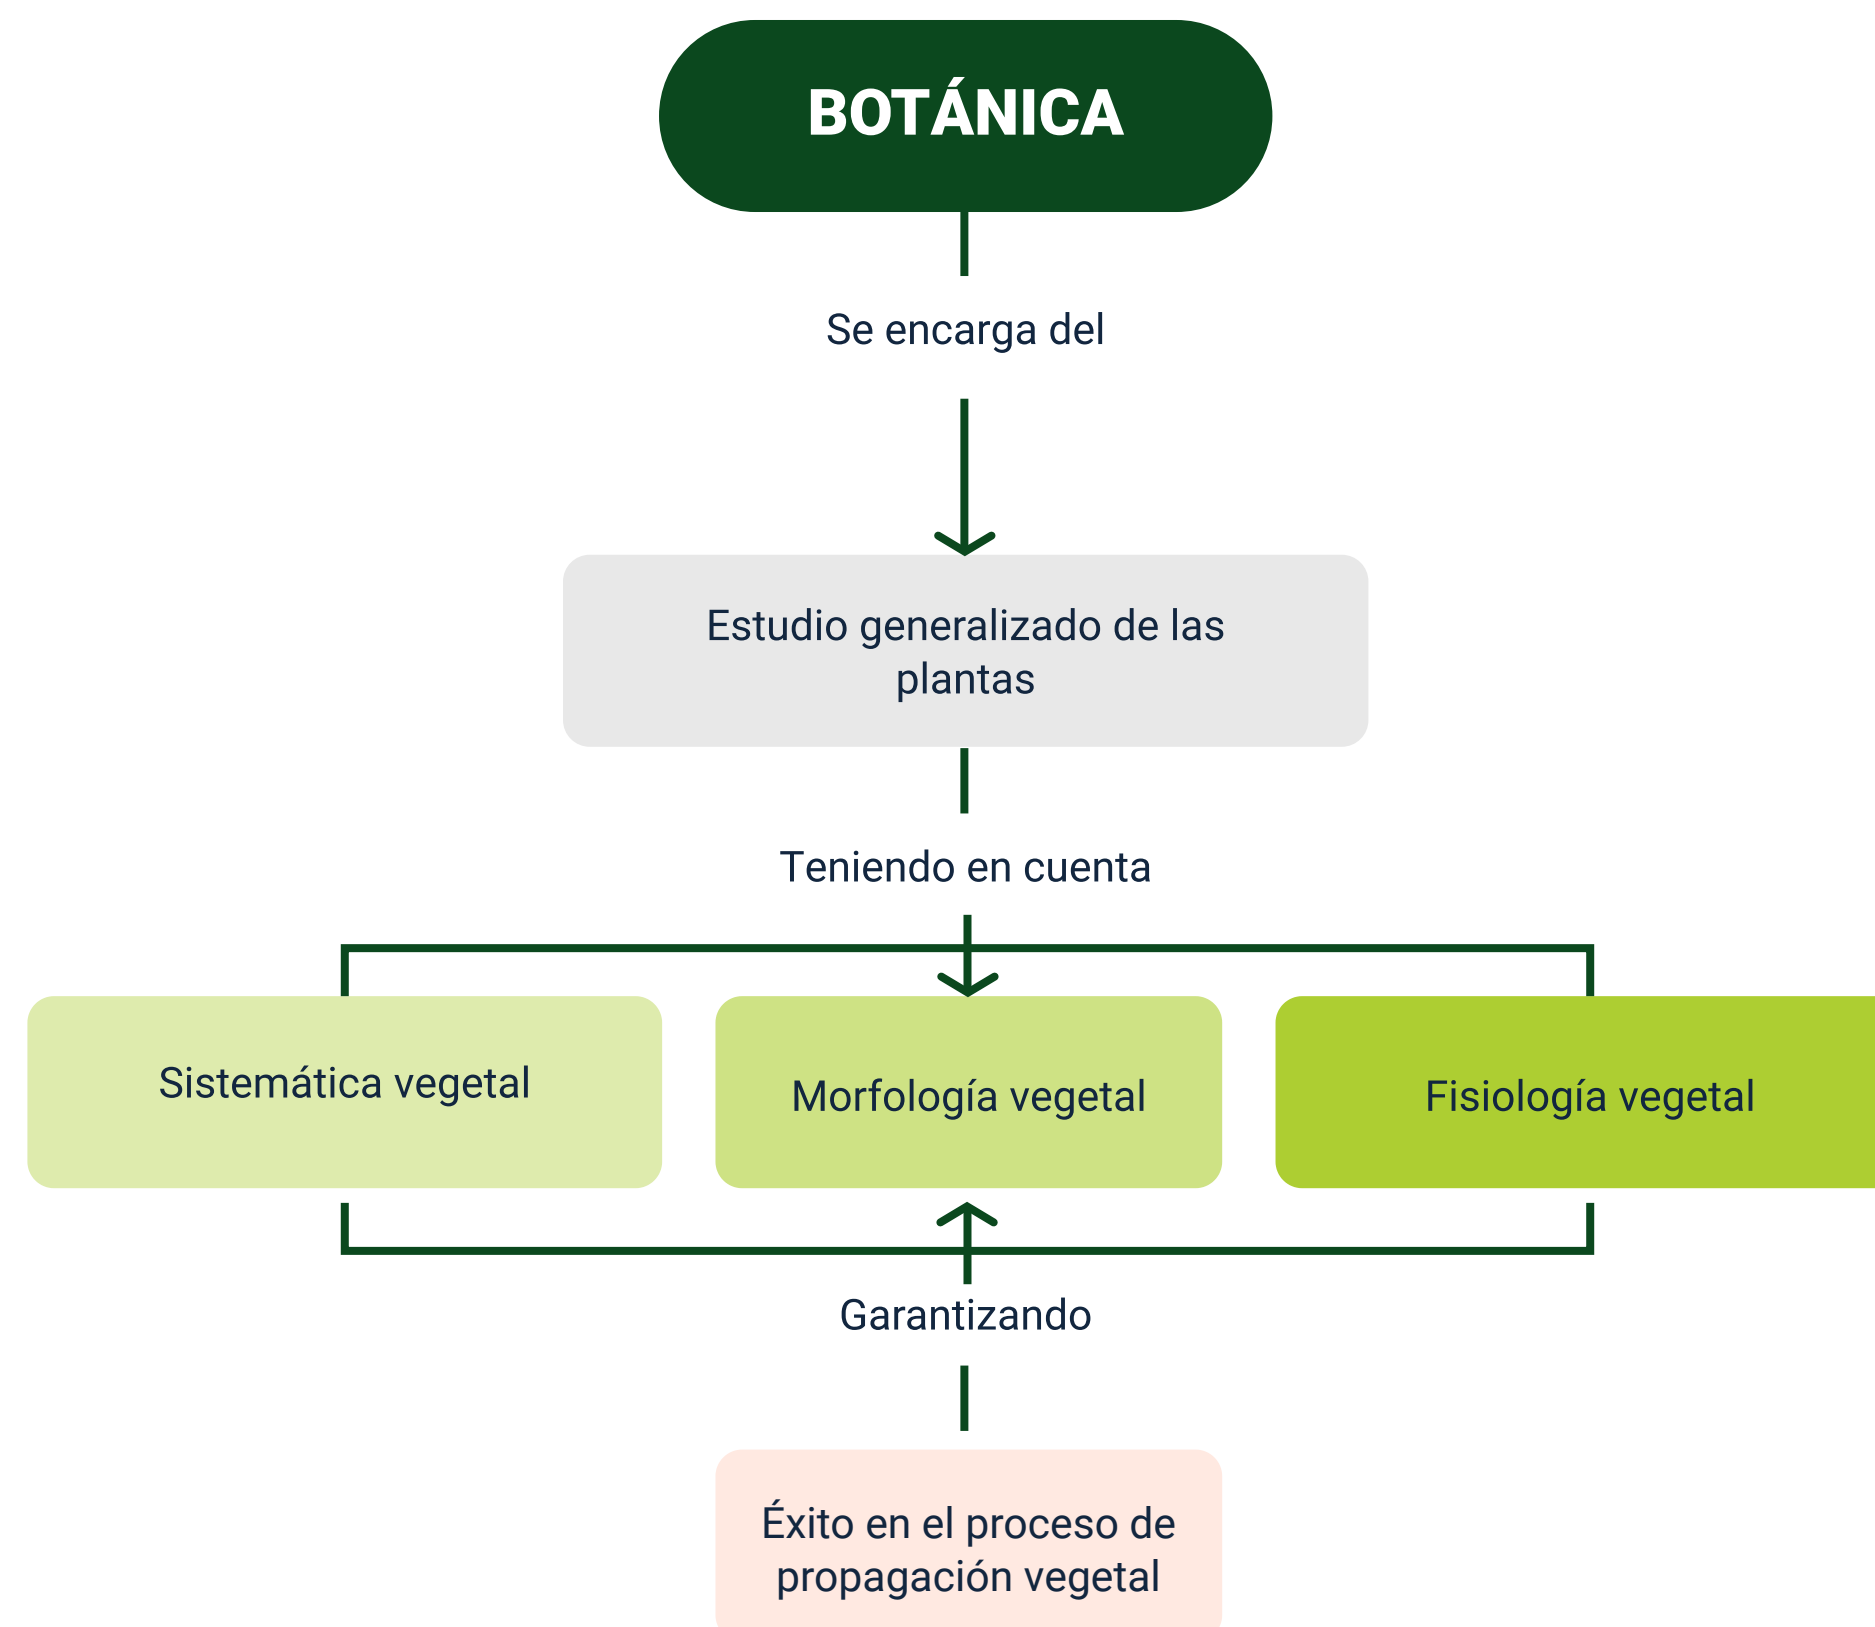 BOTÁNICA
Se encarga del
Estudio generalizado de las
plantas
Teniendo en cuenta
Sistemática vegetal
Morfología vegetal
Fisiología vegetal
Garantizando
Éxito en el proceso de
propagación vegetal